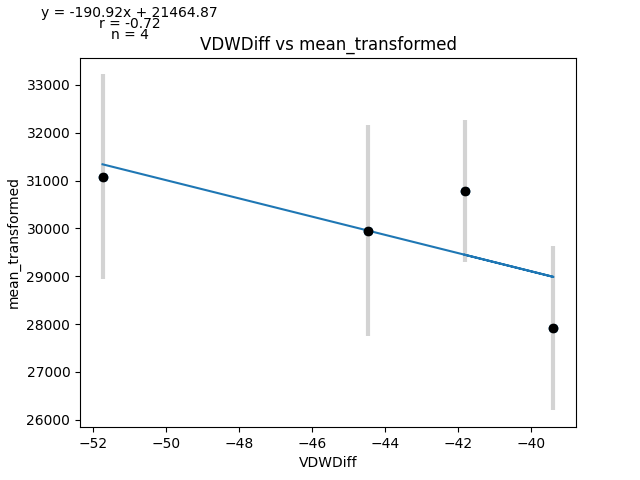 y = -190.92x + 21464.87
r = -0.72
n = 4
VDWDiff vs mean_transformed
33000
32000
31000
30000
29000
28000
27000
26000
mean_transformed
−52
−50
−48
−46
−44
−42
−40
VDWDiff